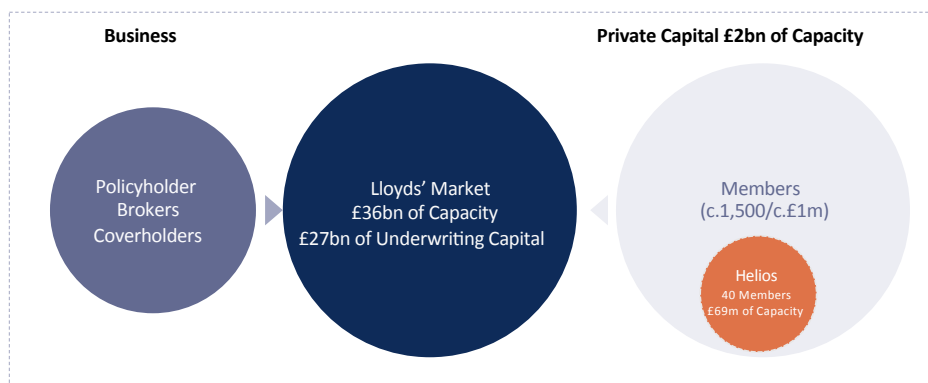 Business
Private Capital £2bn of Capacity
Policyholder
Brokers
Coverholders
Lloyds' Market
£36bn of Capacity
£27bn of Underwriting Capital
Members
(c.1,500/c.£1m)
Helios
40 Members
£69m of Capacity